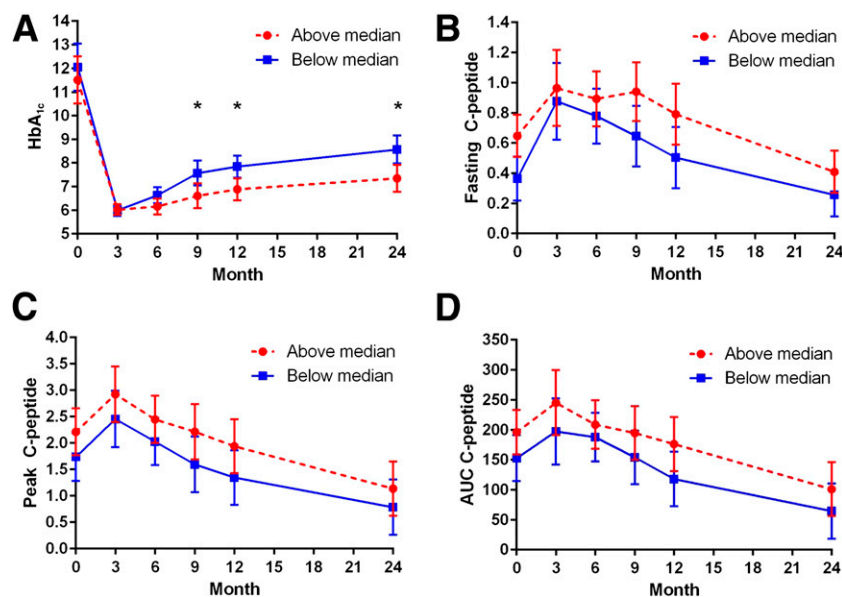 A
Above median
Below median
14
13
12
11
10
9
8
7
6
5
HbA1c
*
*
*
0 3 6 9 12 15 18 21 24
Month
B
Above median
Below median
1.4
1.2
1.0
0.8
0.6
0.4
0.2
0.0
Fasting C-peptide
0 3 6 9 12 15 18 21 24
Month
C
Above median
Below median
4.0
3.5
3.0
2.5
2.0
1.5
1.0
0.5
0.0
Peak C-peptide
0 3 6 9 12 15 18 21 24
Month
D
Above median
Below median
350
300
250
200
150
100
50
0
AUC C-peptide
0 3 6 9 12 15 18 21 24
Month